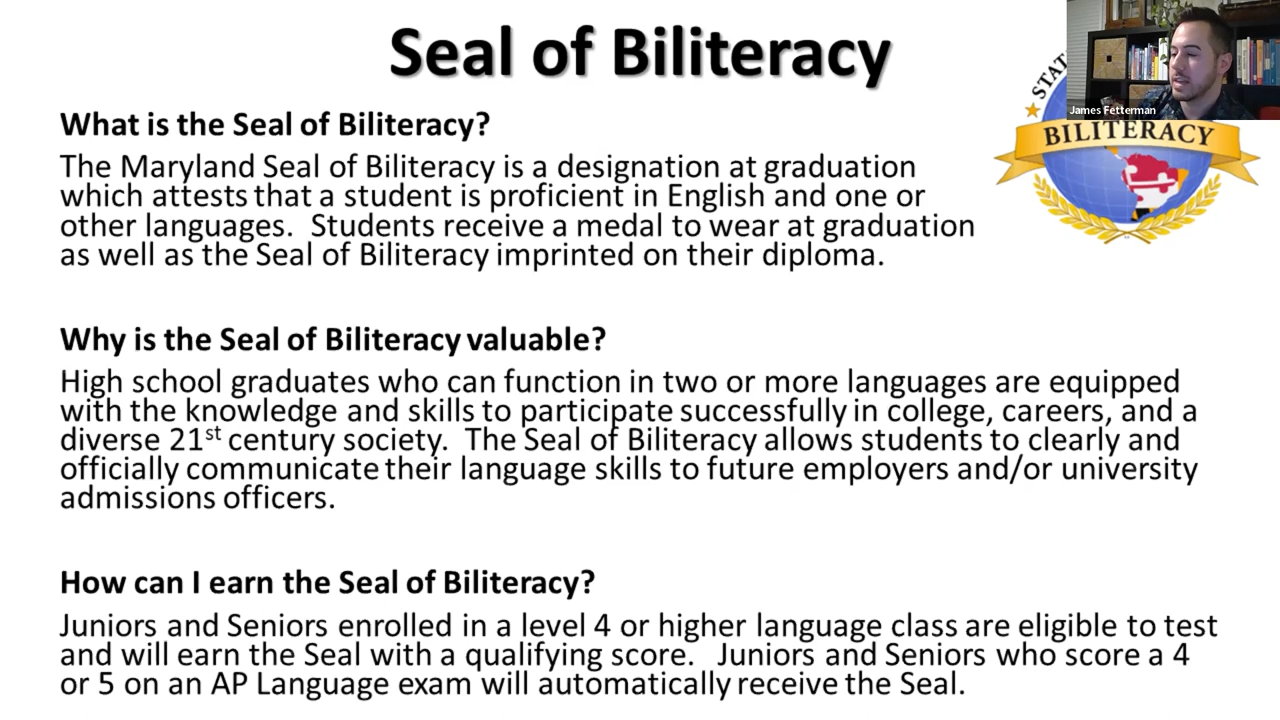 Seal of Biliteracy
James Fetterman
STAT
BILITERACY
What is the Seal of Biliteracy?
The Maryland Seal of Biliteracy is a designation at graduation
which attests that a student is proficient in English and one or
other languages.  Students receive a medal to wear at graduation
as well as the Seal of Biliteracy imprinted on their diploma.
Why is the Seal of Biliteracy valuable?
High school graduates who can function in two or more languages are equipped
with the knowledge and skills to participate successfully in college, careers, and a
diverse 21st century society.  The Seal of Biliteracy allows students to clearly and
officially communicate their language skills to future employers and/or university
admissions officers.
How can I earn the Seal of Biliteracy?
Juniors and Seniors enrolled in a level 4 or higher language class are eligible to test
and will earn the Seal with a qualifying score.   Juniors and Seniors who score a 4
or 5 on an AP Language exam will automatically receive the Seal.